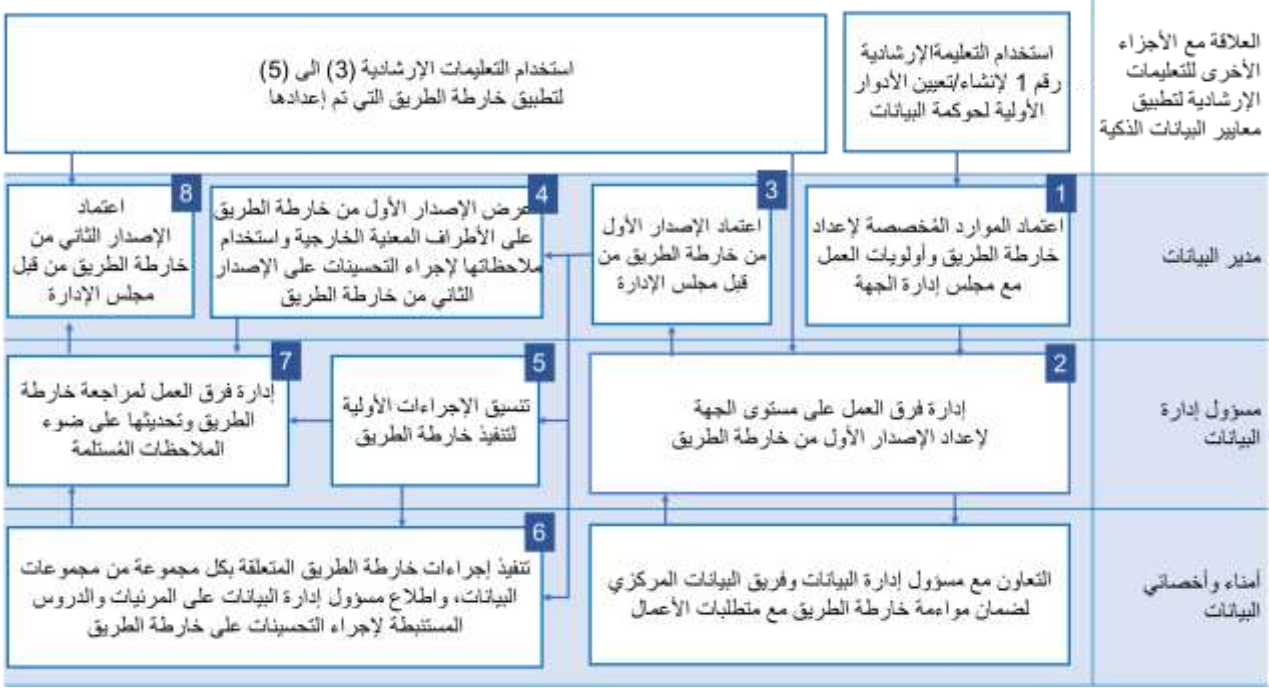 العلاقة مع الأجزاء
الأخرى للتعليمات
الإرشادية لتطبيق
معايير البيانات الذكية
استخدام التعليمة الإرشادية
رقم 1 لإنشاء/تعيين الأدوار
الأولية لحوكمة البيانات
استخدام التعليمات الإرشادية (3) الى (5)
لتطبيق خارطة الطريق التي تم إعدادها
مدير البيانات
1
اعتماد الموارد المُخصصة لإعداد
خارطة الطريق وأولويات العمل
مع مجلس إدارة الجهة
3
اعتماد الإصدار الأول
من خارطة الطريق من
قبل مجلس الإدارة
4
عرض الإصدار الأول من خارطة الطريق
على الأطراف المعنية الخارجية واستخدام
ملاحظاتها لإجراء التحسينات على الإصدار
الثاني من خارطة الطريق
8
اعتماد
الإصدار الثاني من
خارطة الطريق من قبل
مجلس الإدارة
مسؤول إدارة
البيانات
2
إدارة فرق العمل على مستوى الجهة
لإعداد الإصدار الأول من خارطة الطريق
5
تنسيق الإجراءات الأولية
لتنفيذ خارطة الطريق
7
إدارة فرق العمل لمراجعة خارطة
الطريق وتحديثها على ضوء
الملاحظات المُستلمة
أمناء وأخصائي
البيانات
التعاون مع مسؤول إدارة البيانات وفريق البيانات المركزي
لضمان مواءمة خارطة الطريق مع متطلبات الأعمال
6
تنفيذ إجراءات خارطة الطريق المتعلقة بكل مجموعة من مجموعات
البيانات، واطلاع مسؤول إدارة البيانات على المرئيات والدروس
المستنبطة لإجراء التحسينات على خارطة الطريق